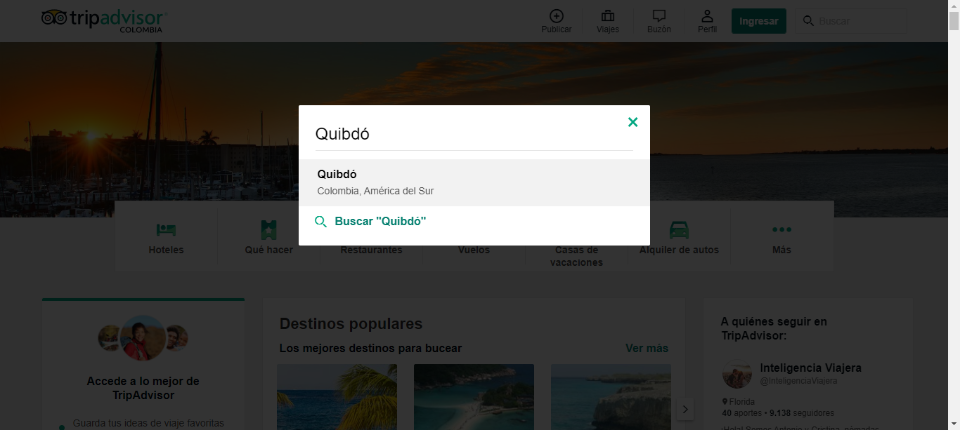 tripadvisor
COLOMBIA
Publicar
Viajes
Buzón
Perfil
Ingresar
Buscar
Quibdó
Quibdó
Colombia, América del Sur
Buscar "Quibdó"
Hoteles
Qué hacer
Restaurantes
Vuelos
Casas de
vacaciones
Alquiler de autos
Más
Accede a lo mejor de
TripAdvisor
Guarda tus ideas de viaje favoritas
Destinos populares
Los mejores destinos para bucear
Ver más
A quiénes seguir en
TripAdvisor:
Inteligencia Viajera
@InteligenciaViajera
Florida
40 aportes • 9.138 seguidores